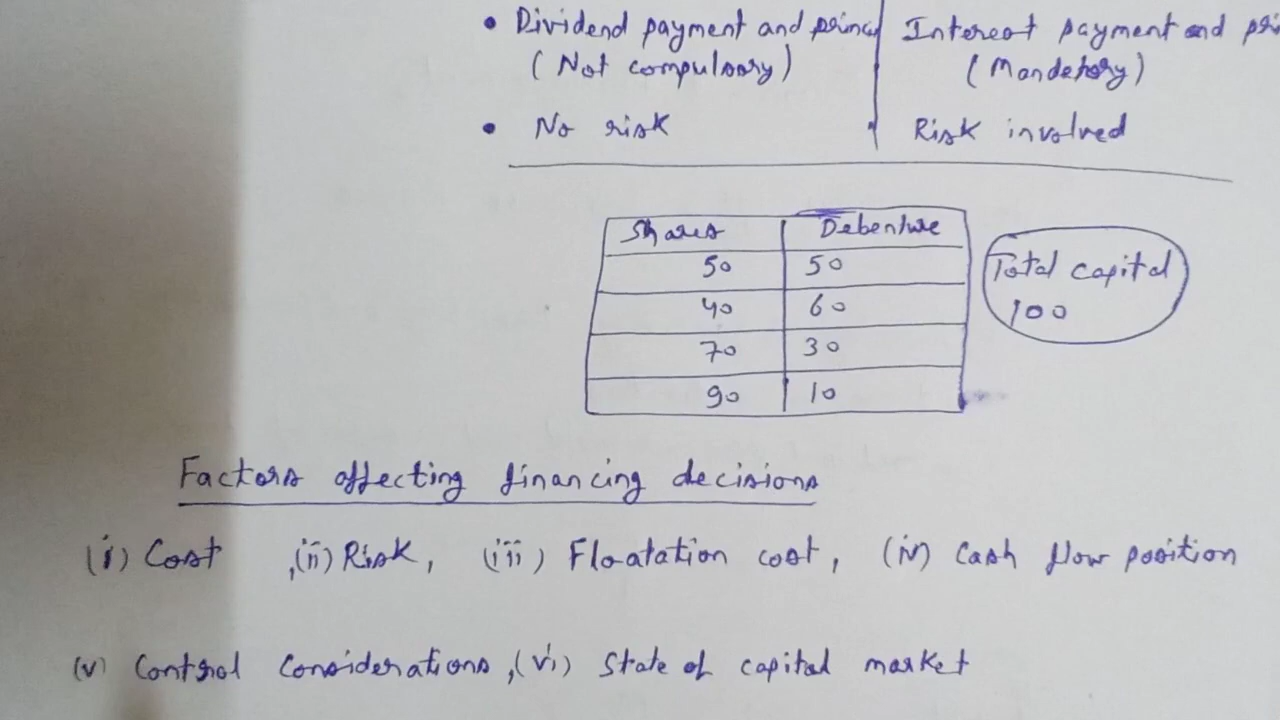 • Dividend payment and princ Interest payment and pri
( Not compulsory ) ( Mandetory )
• No risk • Risk involved
Shares Debenture
50 50
40 60
70 30
90 10
Total capital
100
Factors affecting financing decisions
(i) Cost ,(ii) Risk, (iii) Floatation cost, (iv) Cash flow position
(v) Control Considerations,(vi) State of capital market